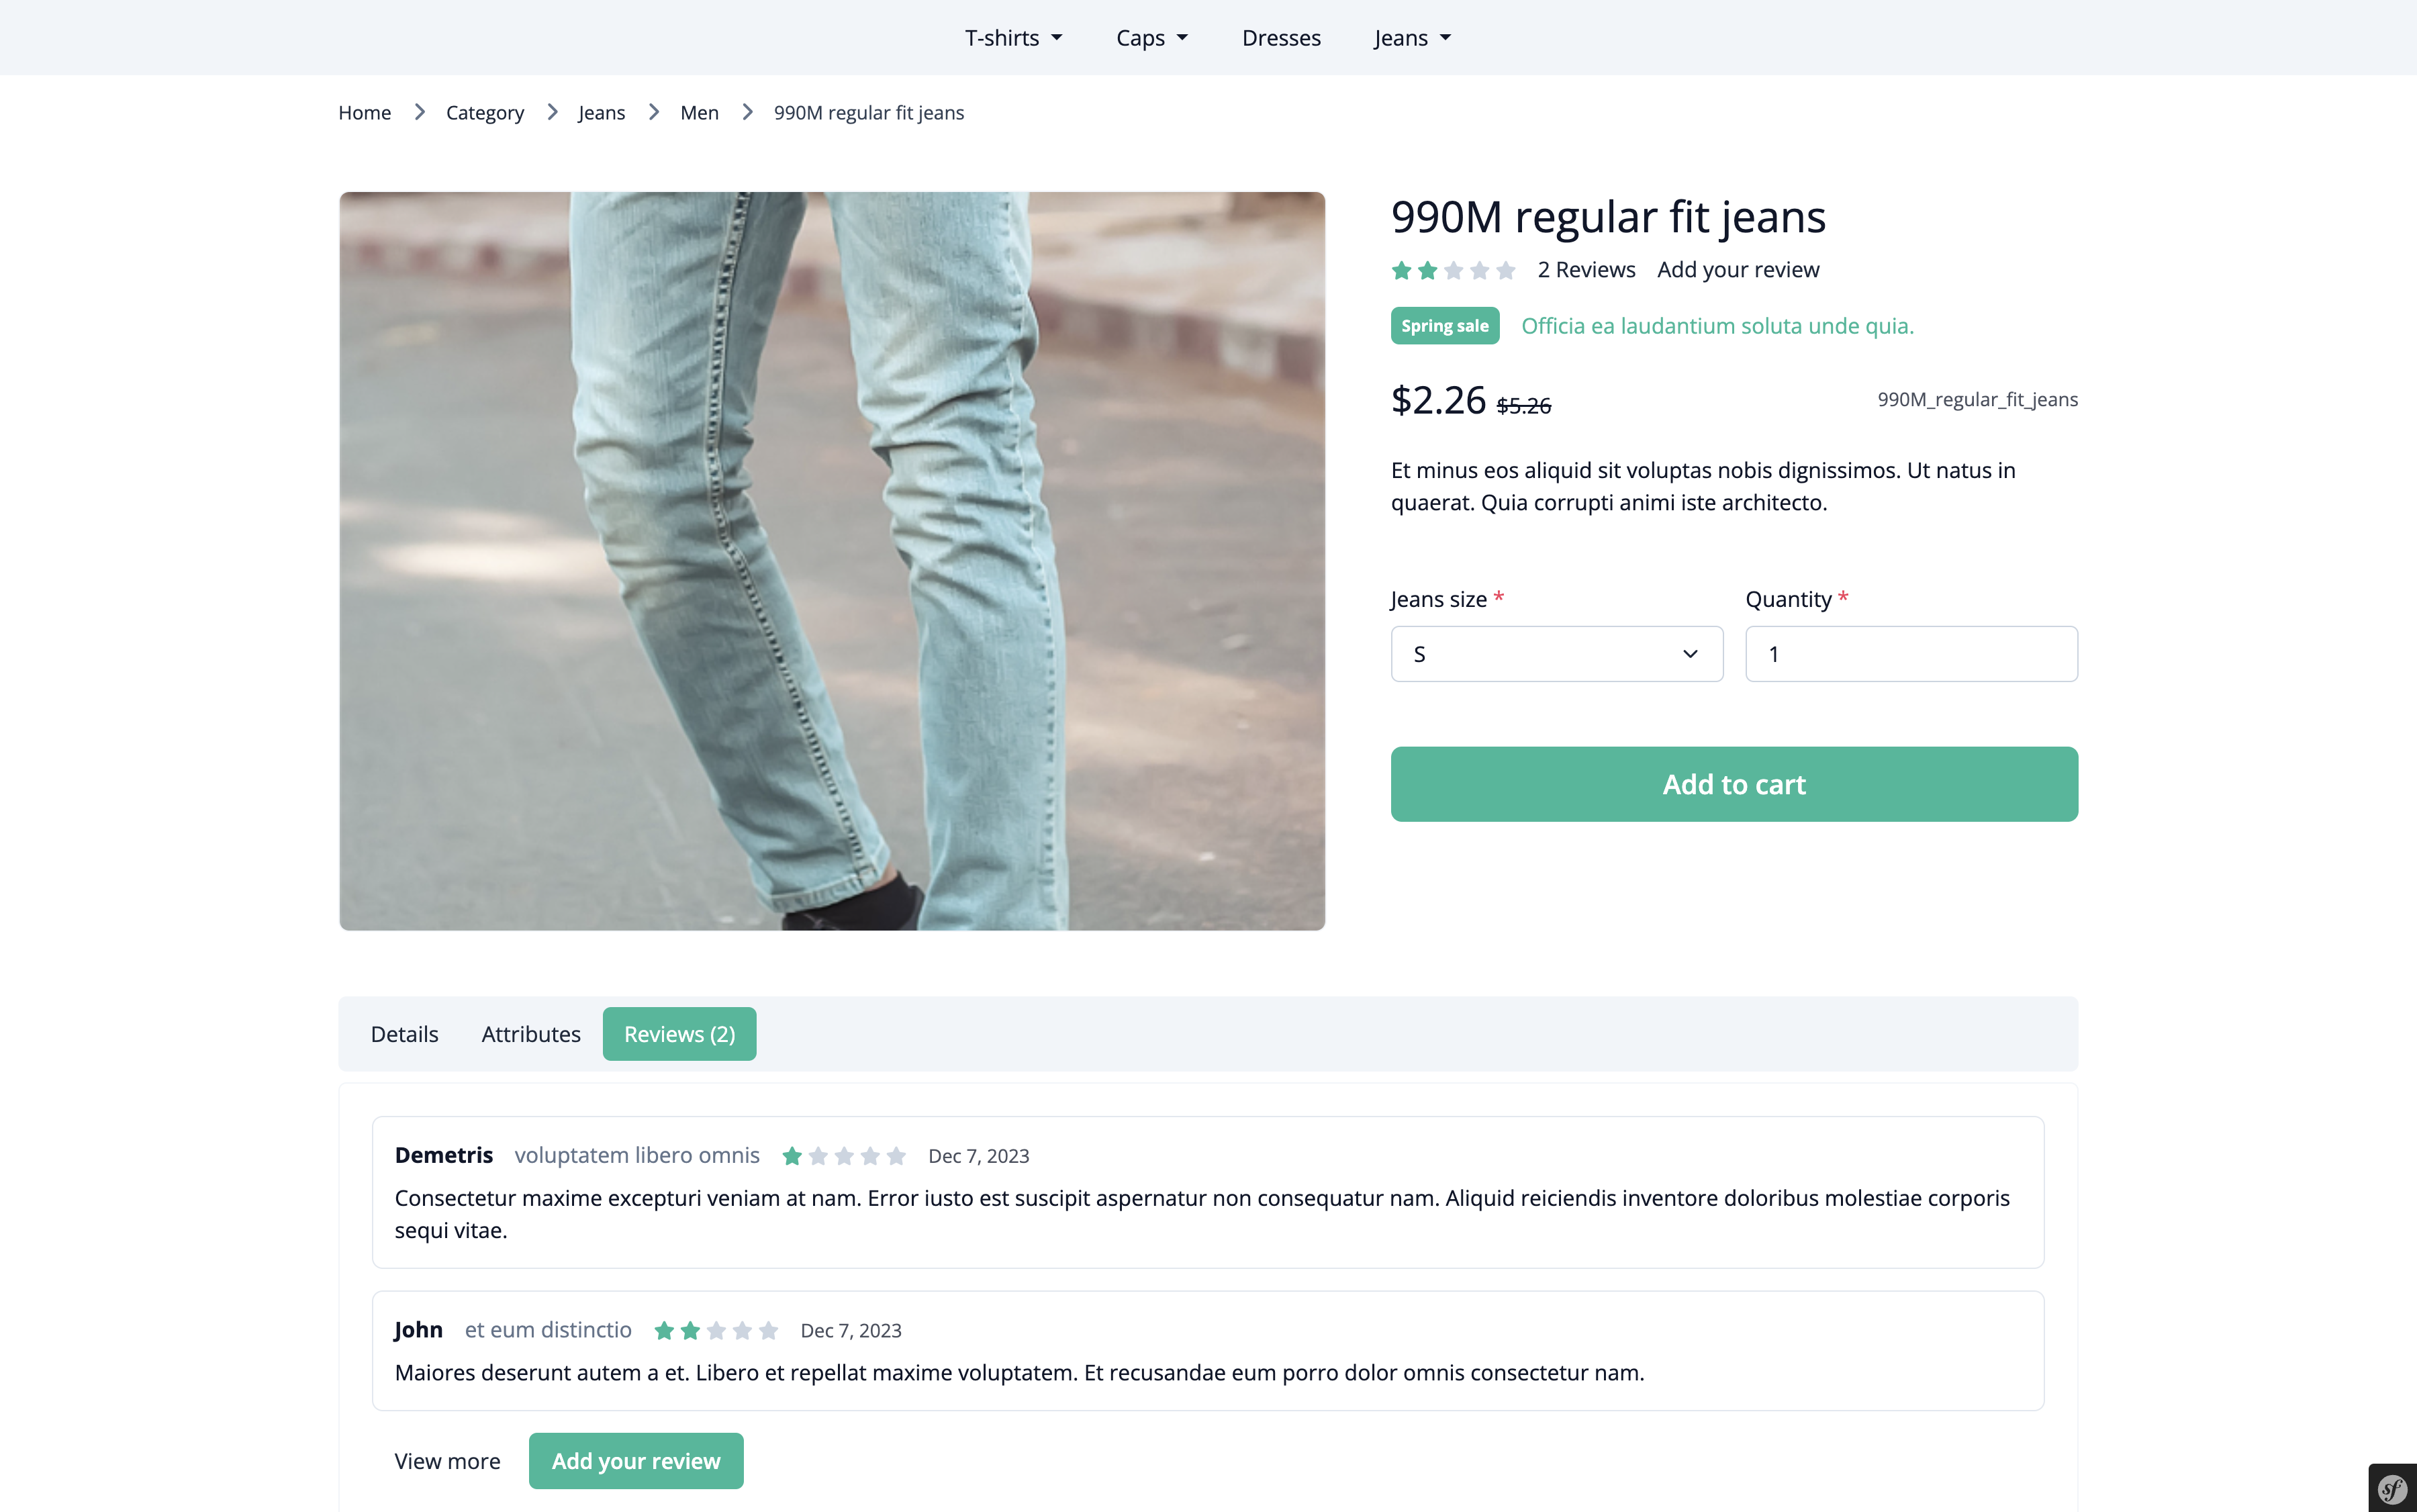 T-shirts Caps Dresses Jeans
Home Category Jeans Men 990M regular fit jeans
990M regular fit jeans
2 Reviews Add your review
Spring sale Officia ea laudantium soluta unde quia.
$2.26 $5.26 990M_regular_fit_jeans
Et minus eos aliquid sit voluptas nobis dignissimos. Ut natus in
quaerat. Quia corrupti animi iste architecto.
Jeans size * Quantity *
S 1
Add to cart
Details Attributes Reviews (2)
Demetris voluptatem libero omnis Dec 7, 2023
Consectetur maxime excepturi veniam at nam. Error iusto est suscipit aspernatur non consequatur nam. Aliquid reiciendis inventore doloribus molestiae corporis
sequi vitae.
John et eum distinctio Dec 7, 2023
Maiores deserunt autem a et. Libero et repellat maxime voluptatem. Et recusandae eum porro dolor omnis consectetur nam.
View more Add your review
sf